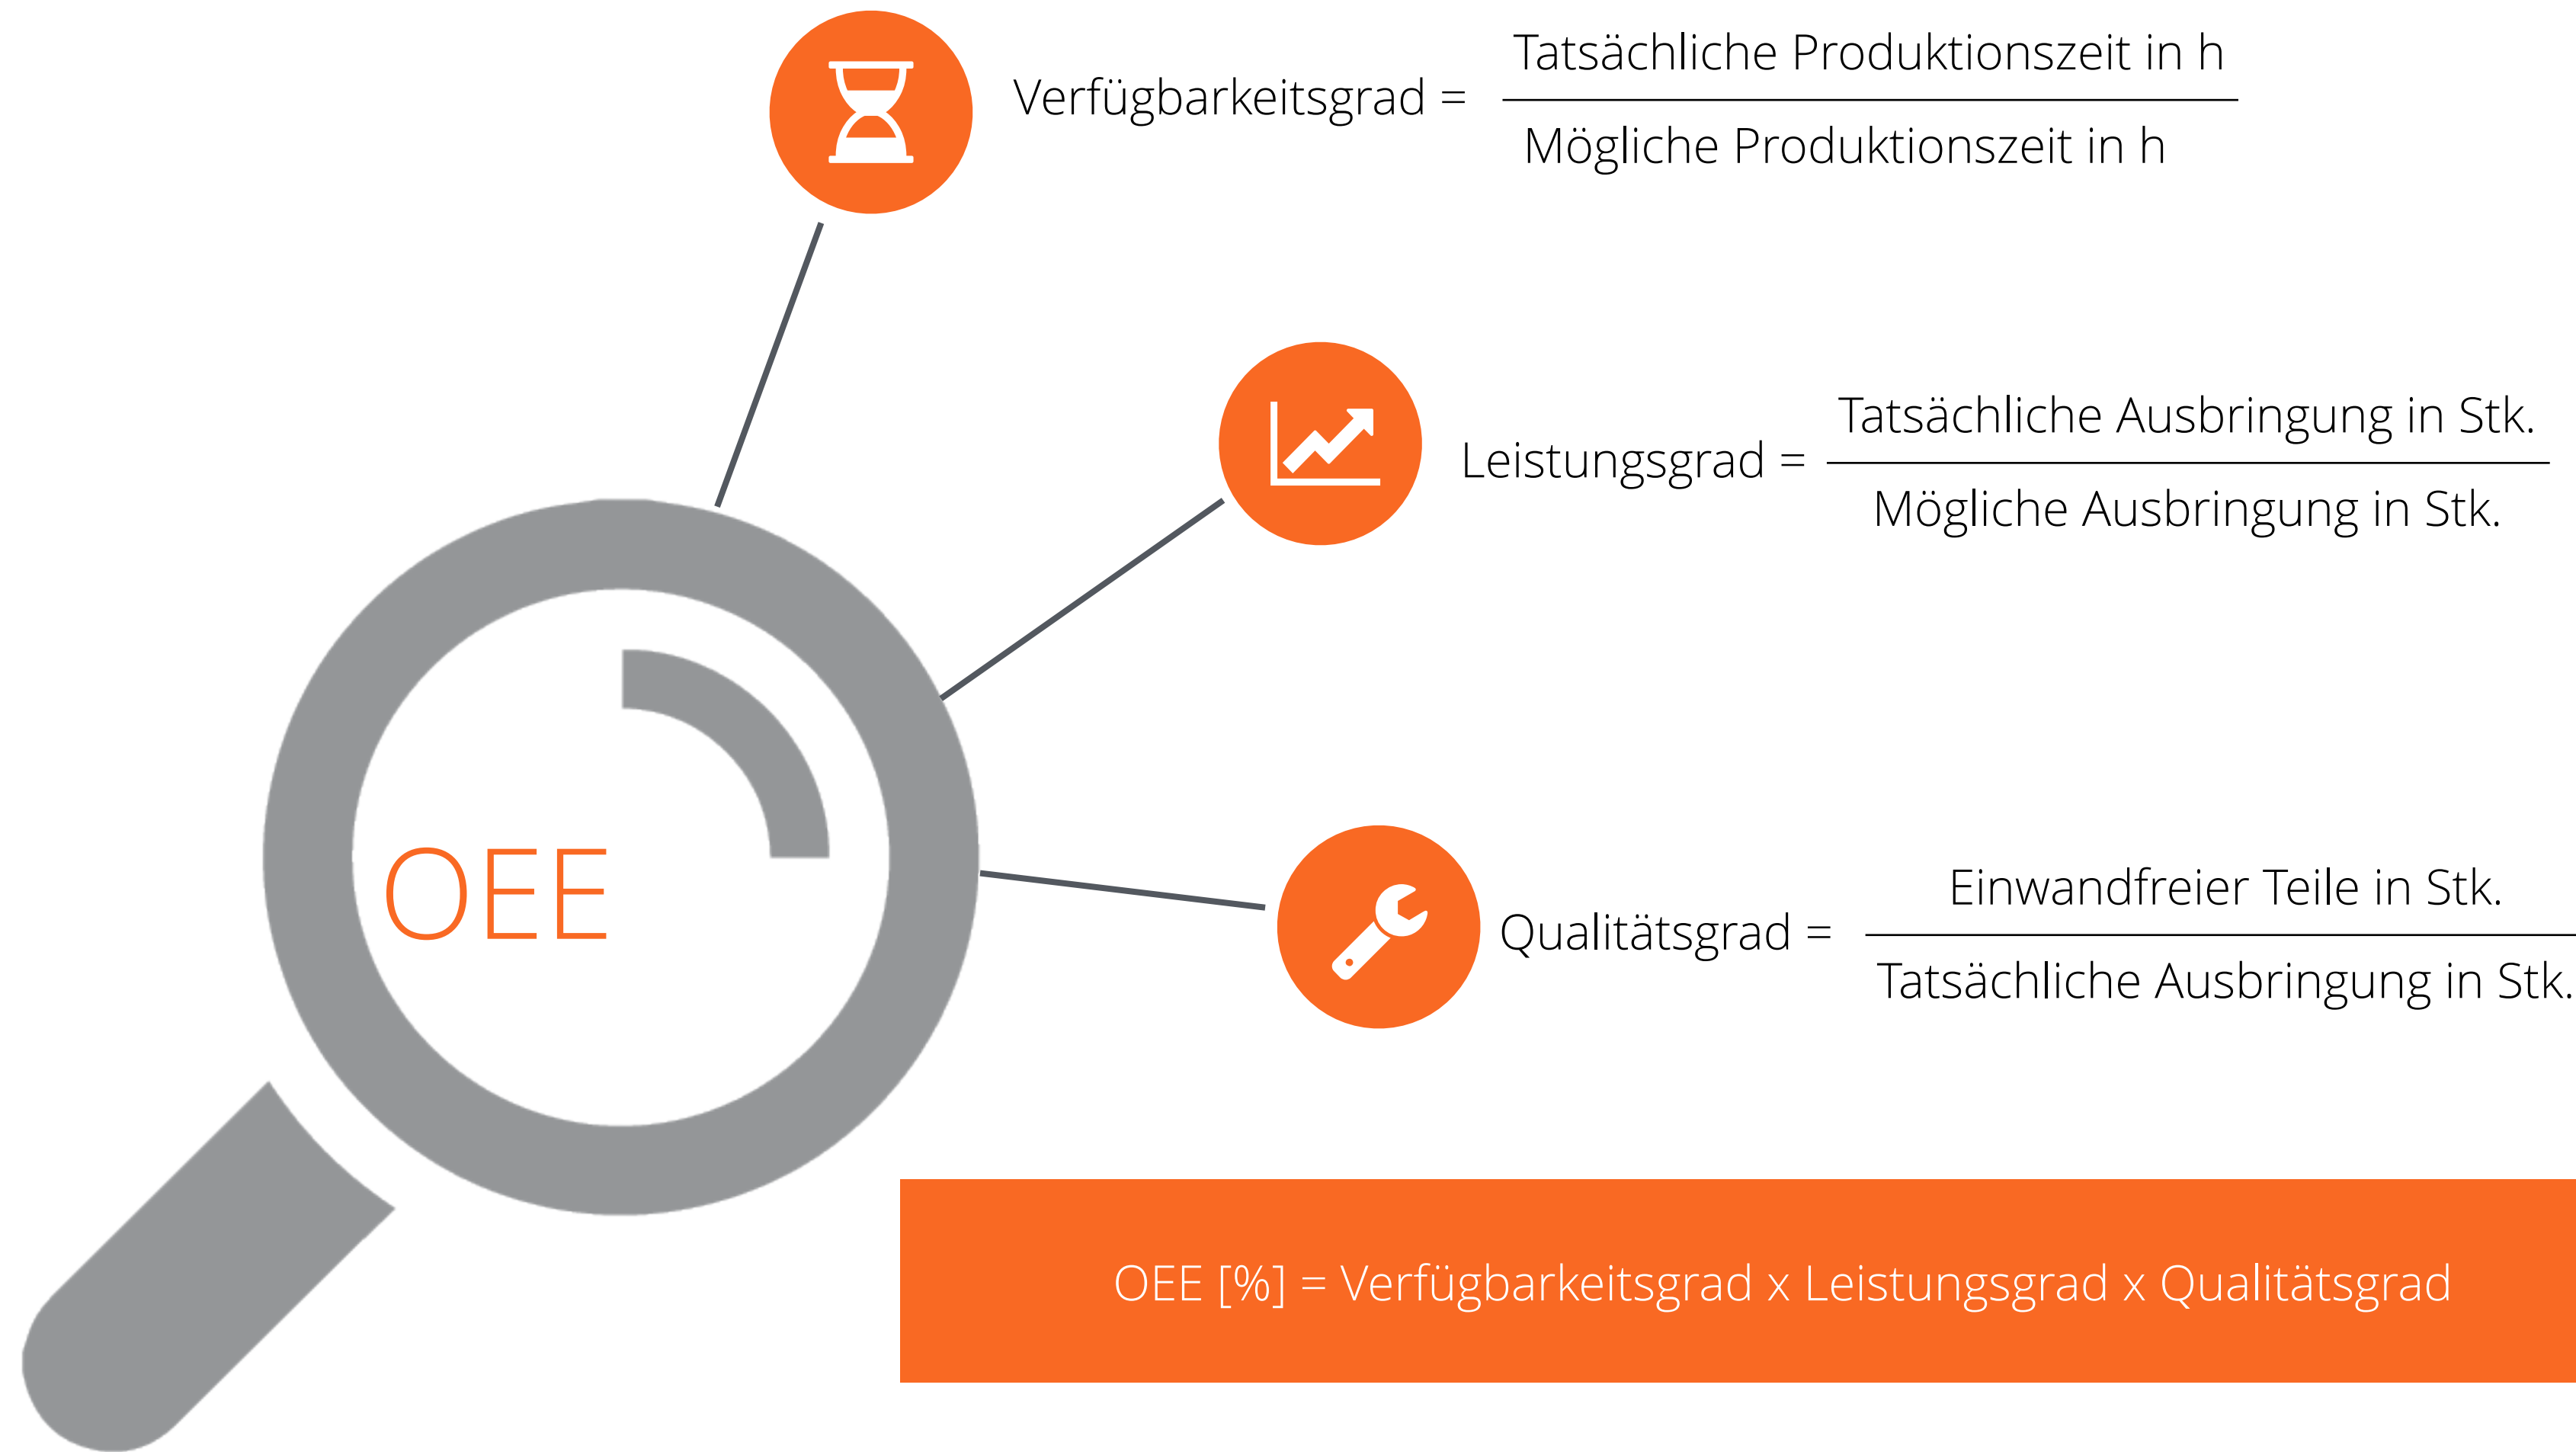 Verfügbarkeitsgrad =
Tatsächliche Produktionszeit in h
Mögliche Produktionszeit in h
Leistungsgrad =
Tatsächliche Ausbringung in Stk.
Mögliche Ausbringung in Stk.
OEE
Qualitätsgrad =
Einwandfreier Teile in Stk.
Tatsächliche Ausbringung in Stk.
OEE [%] = Verfügbarkeitsgrad x Leistungsgrad x Qualitätsgrad